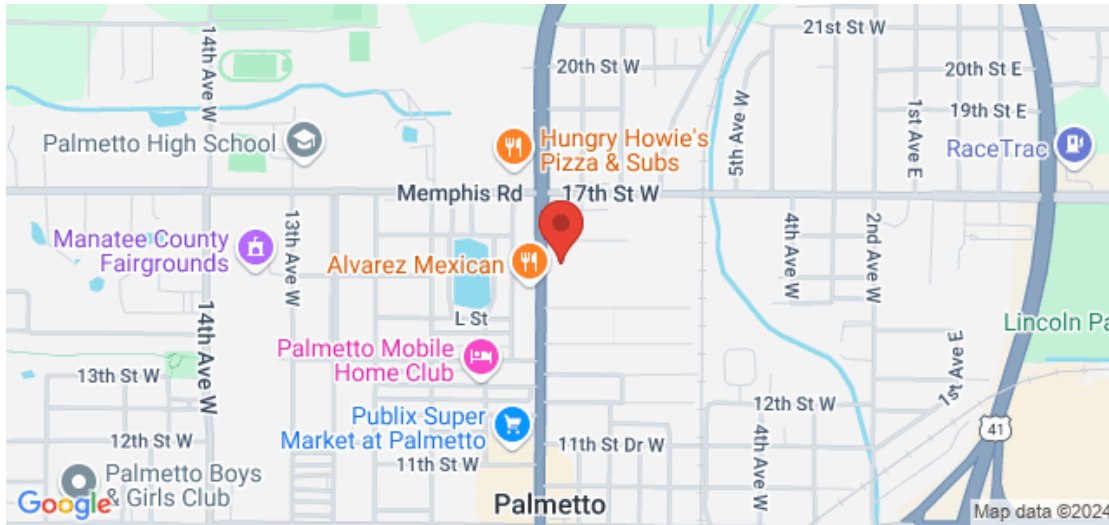 21st St W
14th Ave W
20th St W
20th St E
5th Ave W
1st Ave E
19th St E
Palmetto High School
Hungry Howie's
Pizza & Subs
RaceTrac
Memphis Rd
17th St W
13th Ave W
4th Ave W
2nd Ave W
Manatee County
Fairgrounds
Alvarez Mexican
14th Ave W
L St
Lincoln Pa
1st Ave E
Palmetto Mobile
Home Club
13th St W
12th St W
Publix Super
Market at Palmetto
41
12th St W
11th St Dr W
4th Ave W
11th St W
Palmetto Boys
& Girls Club
Google
Palmetto
Map data ©2024